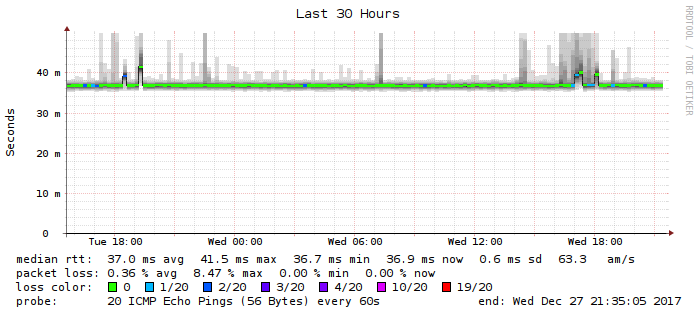 Last 30 Hours
RRDTOOL / TOBI OETIKER
Seconds
40 m
30 m
20 m
10 m
0
Tue 18:00 Wed 00:00 Wed 06:00 Wed 12:00 Wed 18:00
median rtt: 37.0 ms avg 41.5 ms max 36.7 ms min 36.9 ms now 0.6 ms sd 63.3 am/s
packet loss: 0.36 % avg 8.47 % max 0.00 % min 0.00 % now
loss color: 0 1/20 2/20 3/20 4/20 10/20 19/20
probe: 20 ICMP Echo Pings (56 Bytes) every 60s end: Wed Dec 27 21:35:05 2017